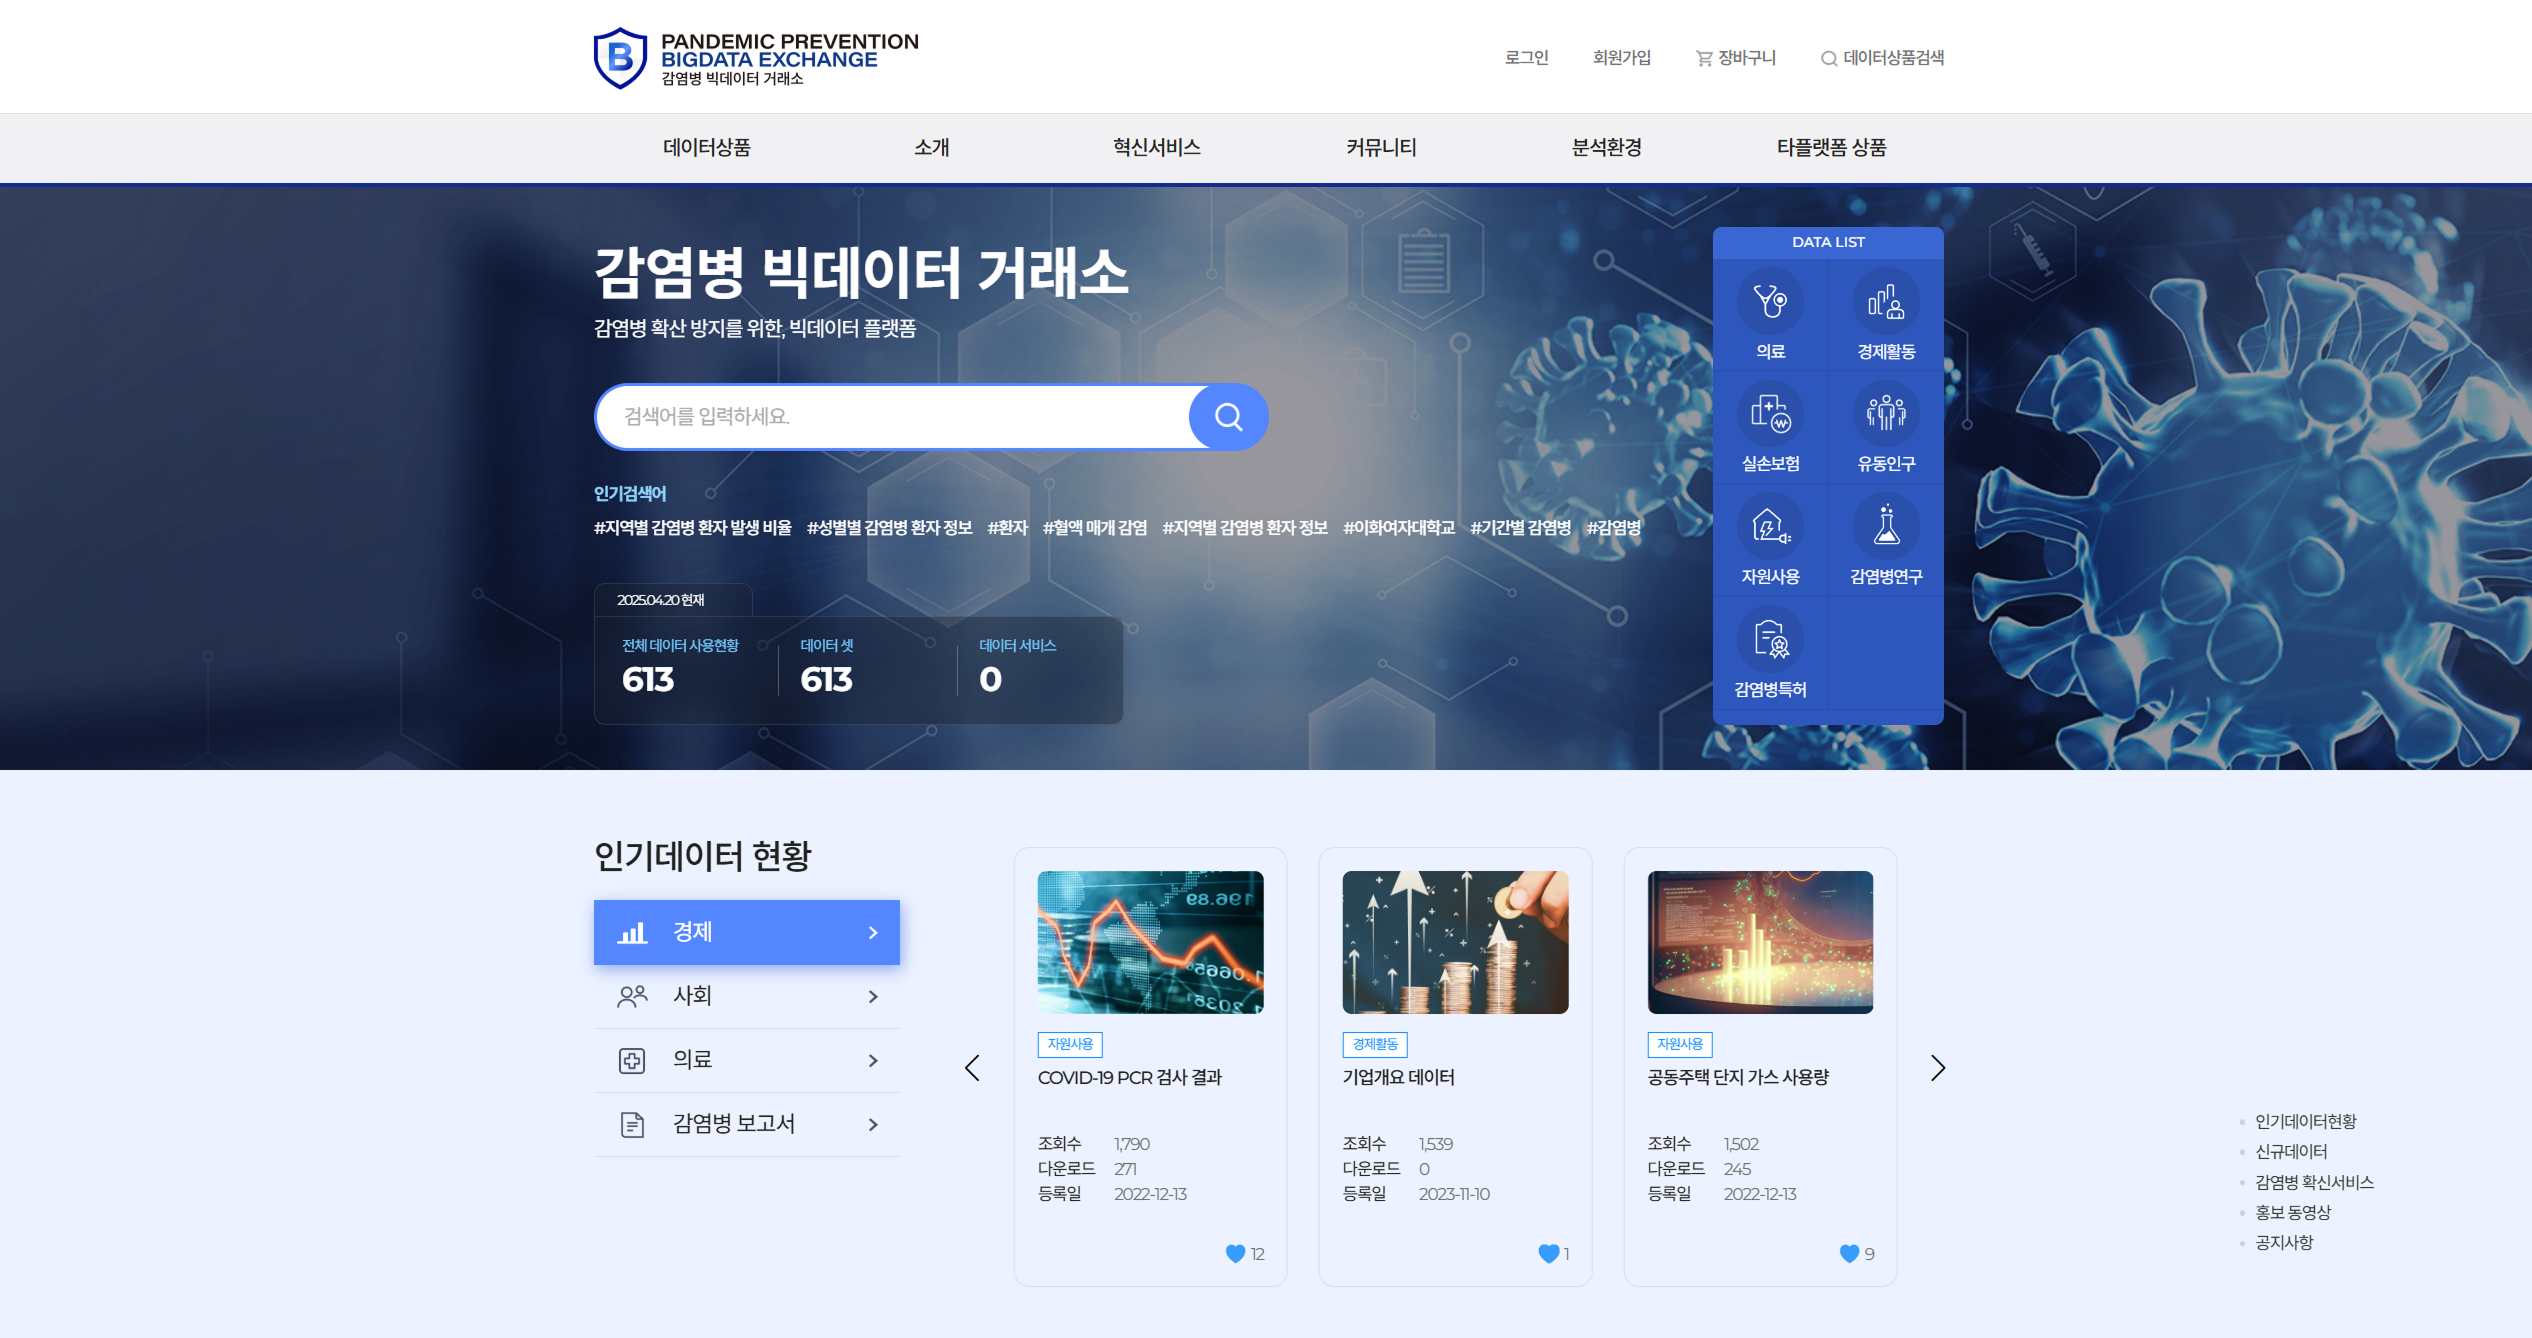 PANDEMIC PREVENTION
BIGDATA EXCHANGE
감염병 빅데이터 거래소
로그인 회원가입 장바구니 데이터상품검색
데이터상품 소개 혁신서비스 커뮤니티 분석환경 타플랫폼 상품
감염병 빅데이터 거래소
감염병 확산 방지를 위한, 빅데이터 플랫폼
검색어를 입력하세요.
인기검색어
#지역별 감염병 환자 발생 비율 #성별별 감염병 환자 정보 #환자 #혈액 매개 감염 #지역별 감염병 환자 정보 #이화여자대학교 #기간별 감염병 #감염병
2025.04.20 현재
전체 데이터 사용현황 데이터 셋 데이터 서비스
613 613 0
DATA LIST
의료 경제활동
실손보험 유동인구
자원사용 감염병연구
감염병특허
인기데이터 현황
경제
사회
의료
감염병 보고서
자원사용
COVID-19 PCR 검사 결과
조회수 1,790
다운로드 271
등록일 2022-12-13
12
경제활동
기업개요 데이터
조회수 1,539
다운로드 0
등록일 2023-11-10
1
자원사용
공동주택 단지 가스 사용량
조회수 1,502
다운로드 245
등록일 2022-12-13
9
인기데이터현황
신규데이터
감염병 확신서비스
홍보 동영상
공지사항